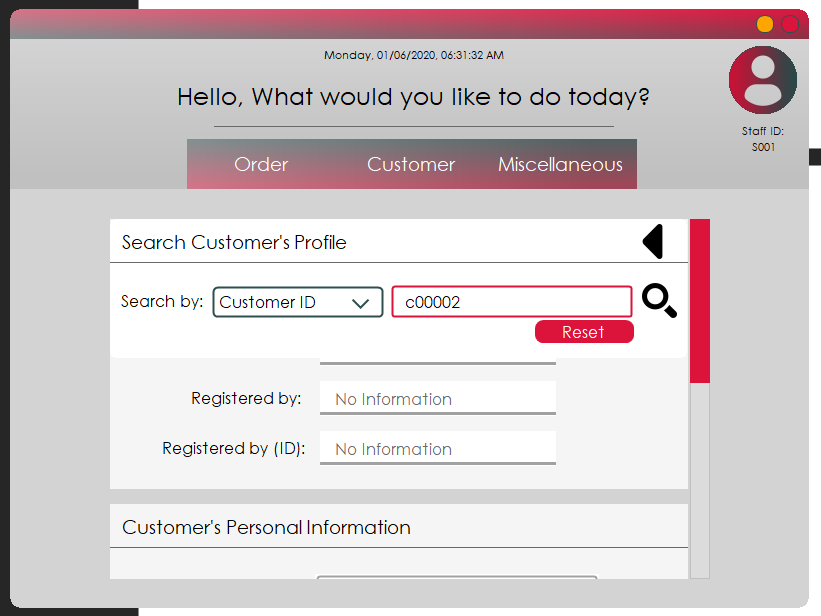 Monday, 01/06/2020, 06:31:32 AM
Hello, What would you like to do today?
Staff ID:
S001
Order Customer Miscellaneous
Search Customer's Profile
Search by: Customer ID c00002
Reset
Registered by: No Information
Registered by (ID): No Information
Customer's Personal Information